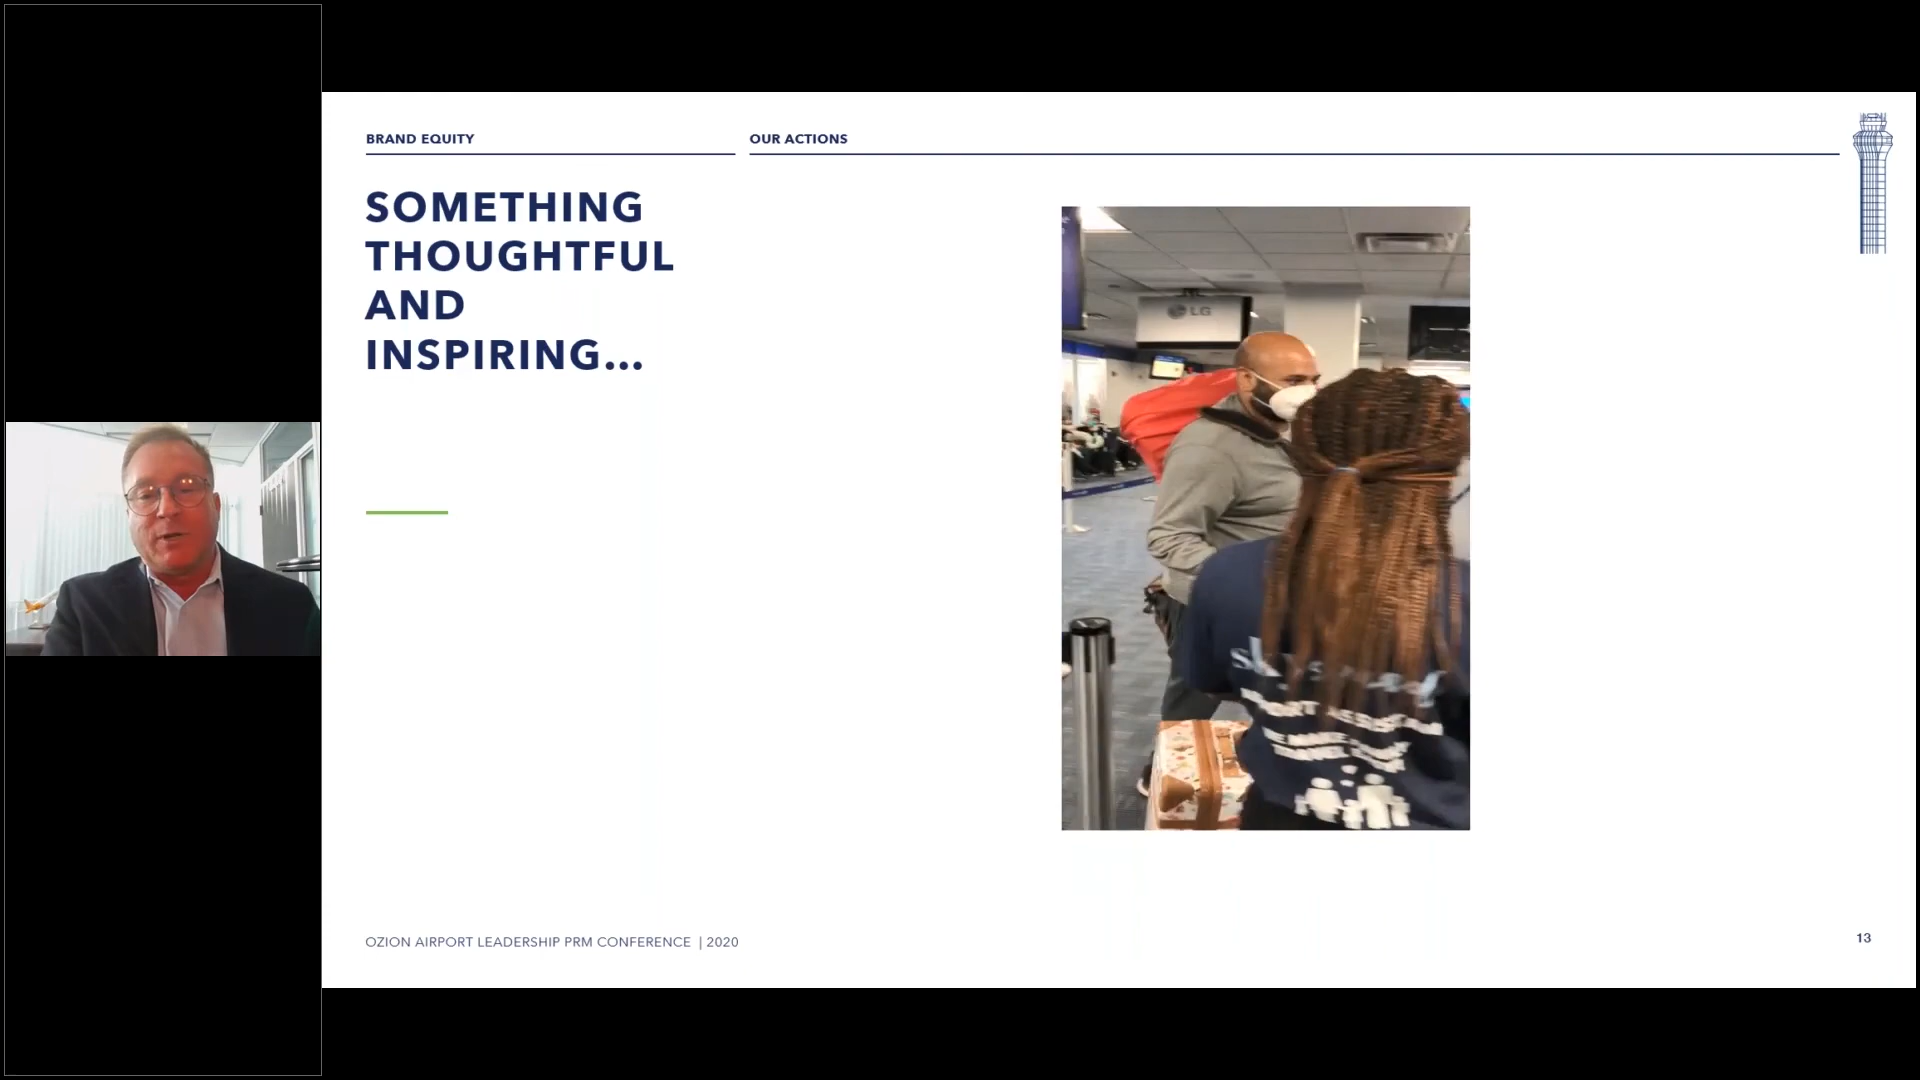 BRAND EQUITY
OUR ACTIONS
SOMETHING
THOUGHTFUL
AND
INSPIRING...
LG
OZION AIRPORT LEADERSHIP PRM CONFERENCE | 2020
13